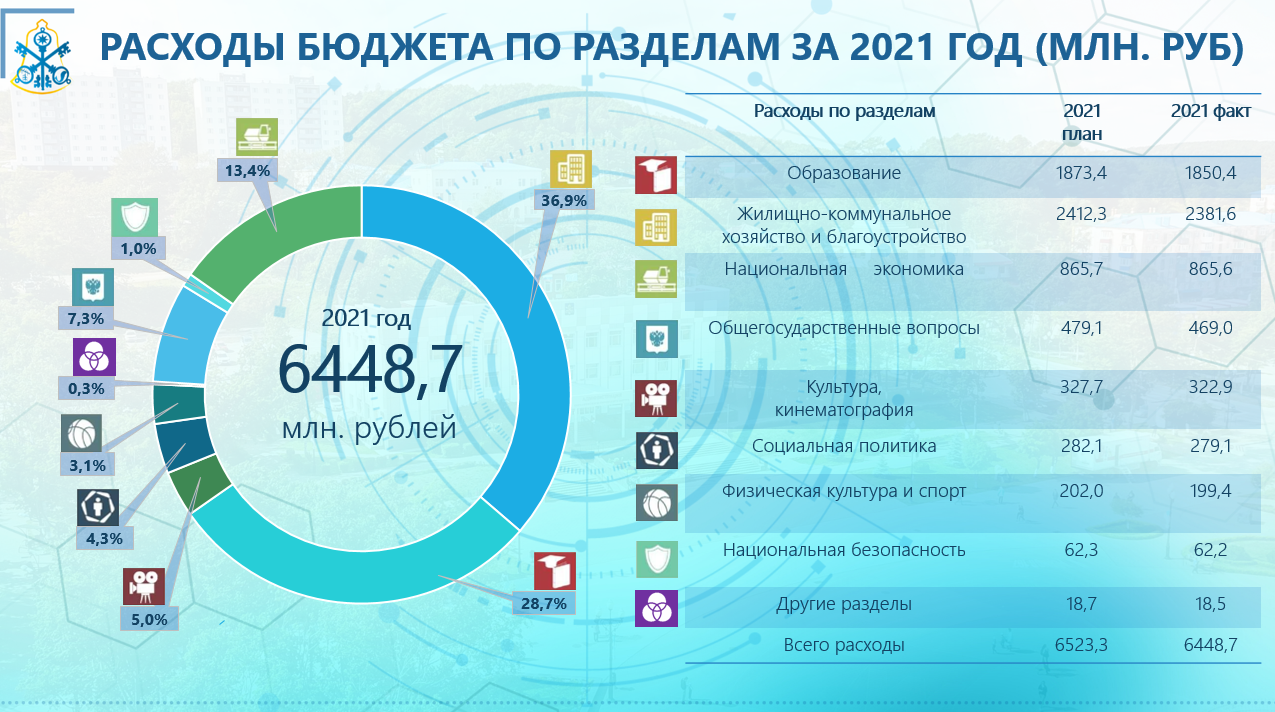 РАСХОДЫ БЮДЖЕТА ПО РАЗДЕЛАМ ЗА 2021 ГОД (МЛН. РУБ)
13,4%
36,9%
1,0%
7,3%
0,3%
3,1%
4,3%
5,0%
28,7%
2021 год
6448,7
млн. рублей
Расходы по разделам 2021 план 2021 факт
Образование 1873,4 1850,4
Жилищно-коммунальное 2412,3 2381,6
хозяйство и благоустройство
Национальная экономика 865,7 865,6
Общегосударственные вопросы 479,1 469,0
Культура, 327,7 322,9
кинематография
Социальная политика 282,1 279,1
Физическая культура и спорт 202,0 199,4
Национальная безопасность 62,3 62,2
Другие разделы 18,7 18,5
Всего расходы 6523,3 6448,7